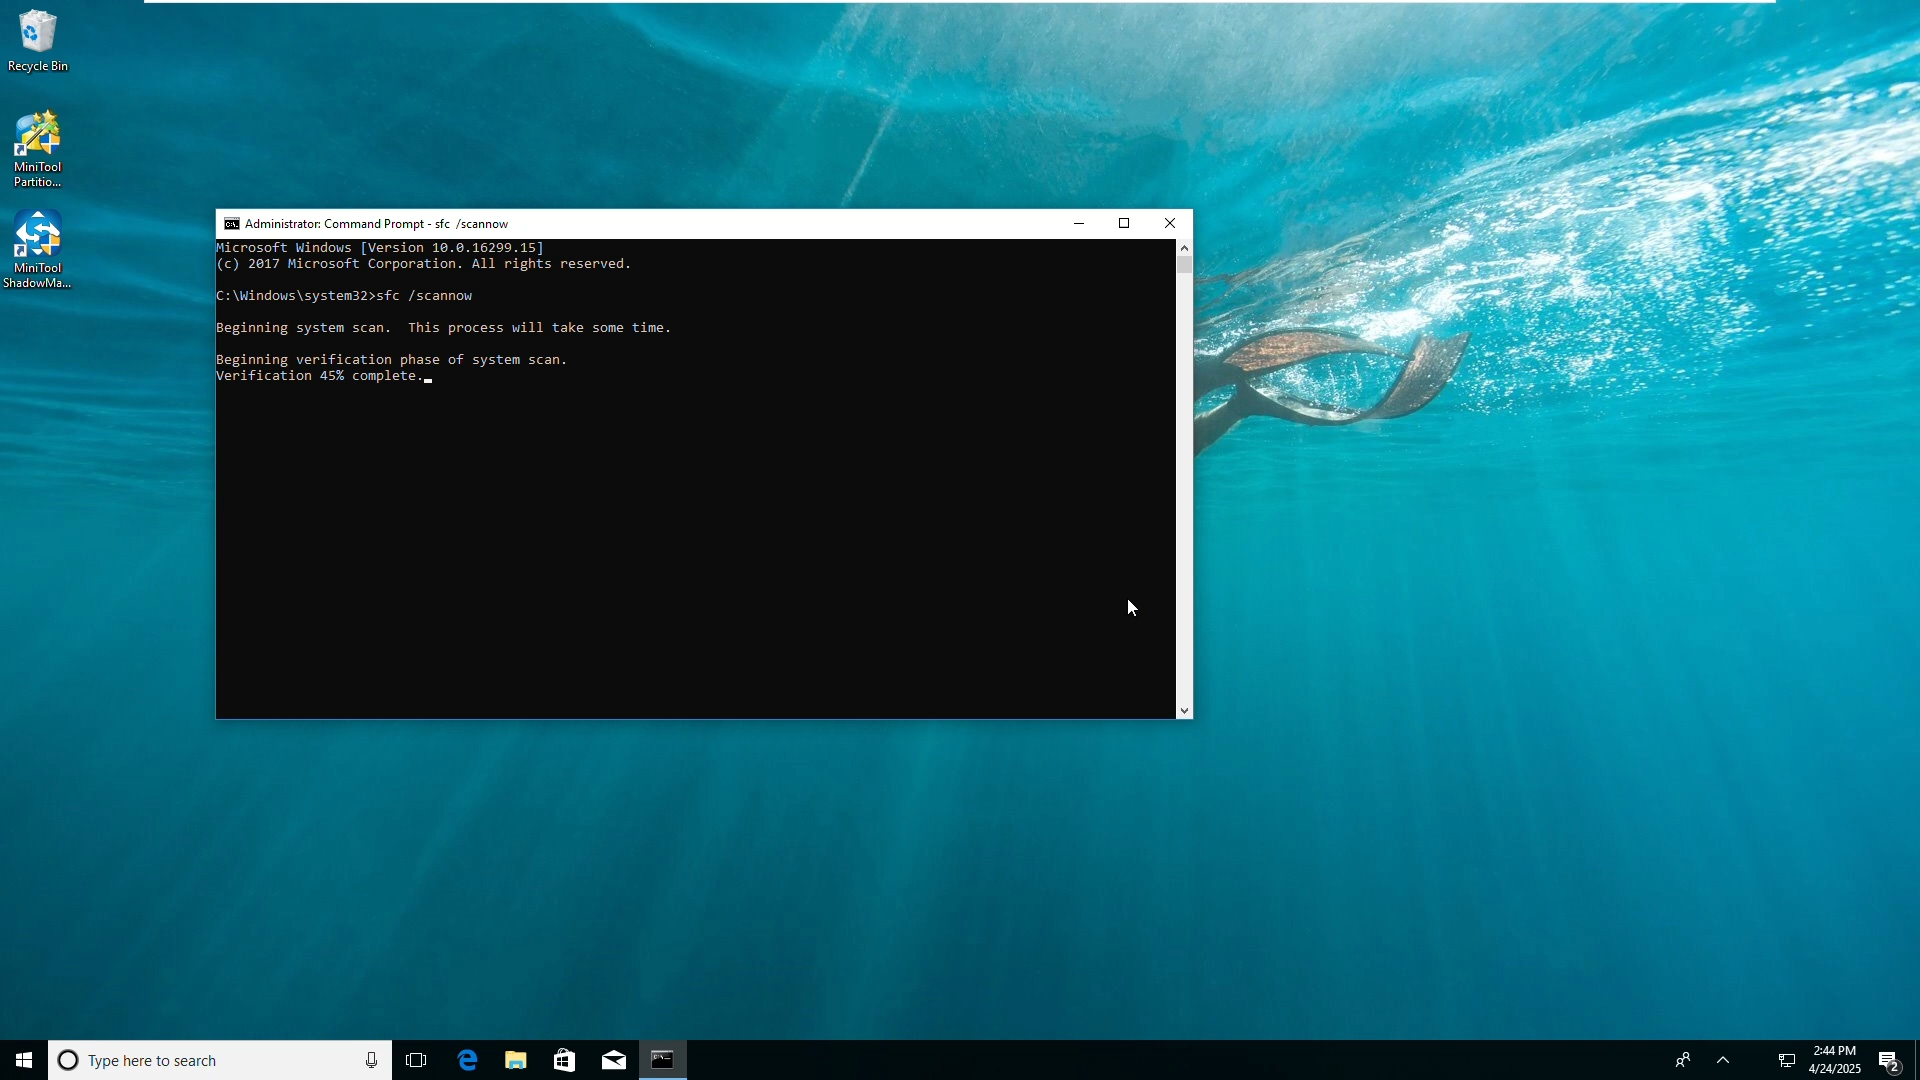 Recycle Bin
MiniTool
Partitio...
MiniTool
ShadowMa...
Administrator: Command Prompt - sfc  /scannow
Microsoft Windows [Version 10.0.16299.15]
(c) 2017 Microsoft Corporation. All rights reserved.
C:\Windows\system32>sfc /scannow
Beginning system scan.  This process will take some time.
Beginning verification phase of system scan.
Verification 45% complete.
Type here to search
2:44 PM
4/24/2025
2